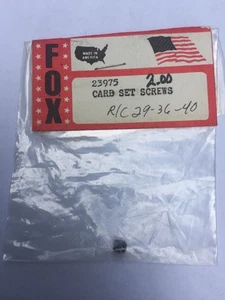 FOX
MADE IN
AMERICA
23975
2.00
CARB SET SCREWS
R/C 29-36-40